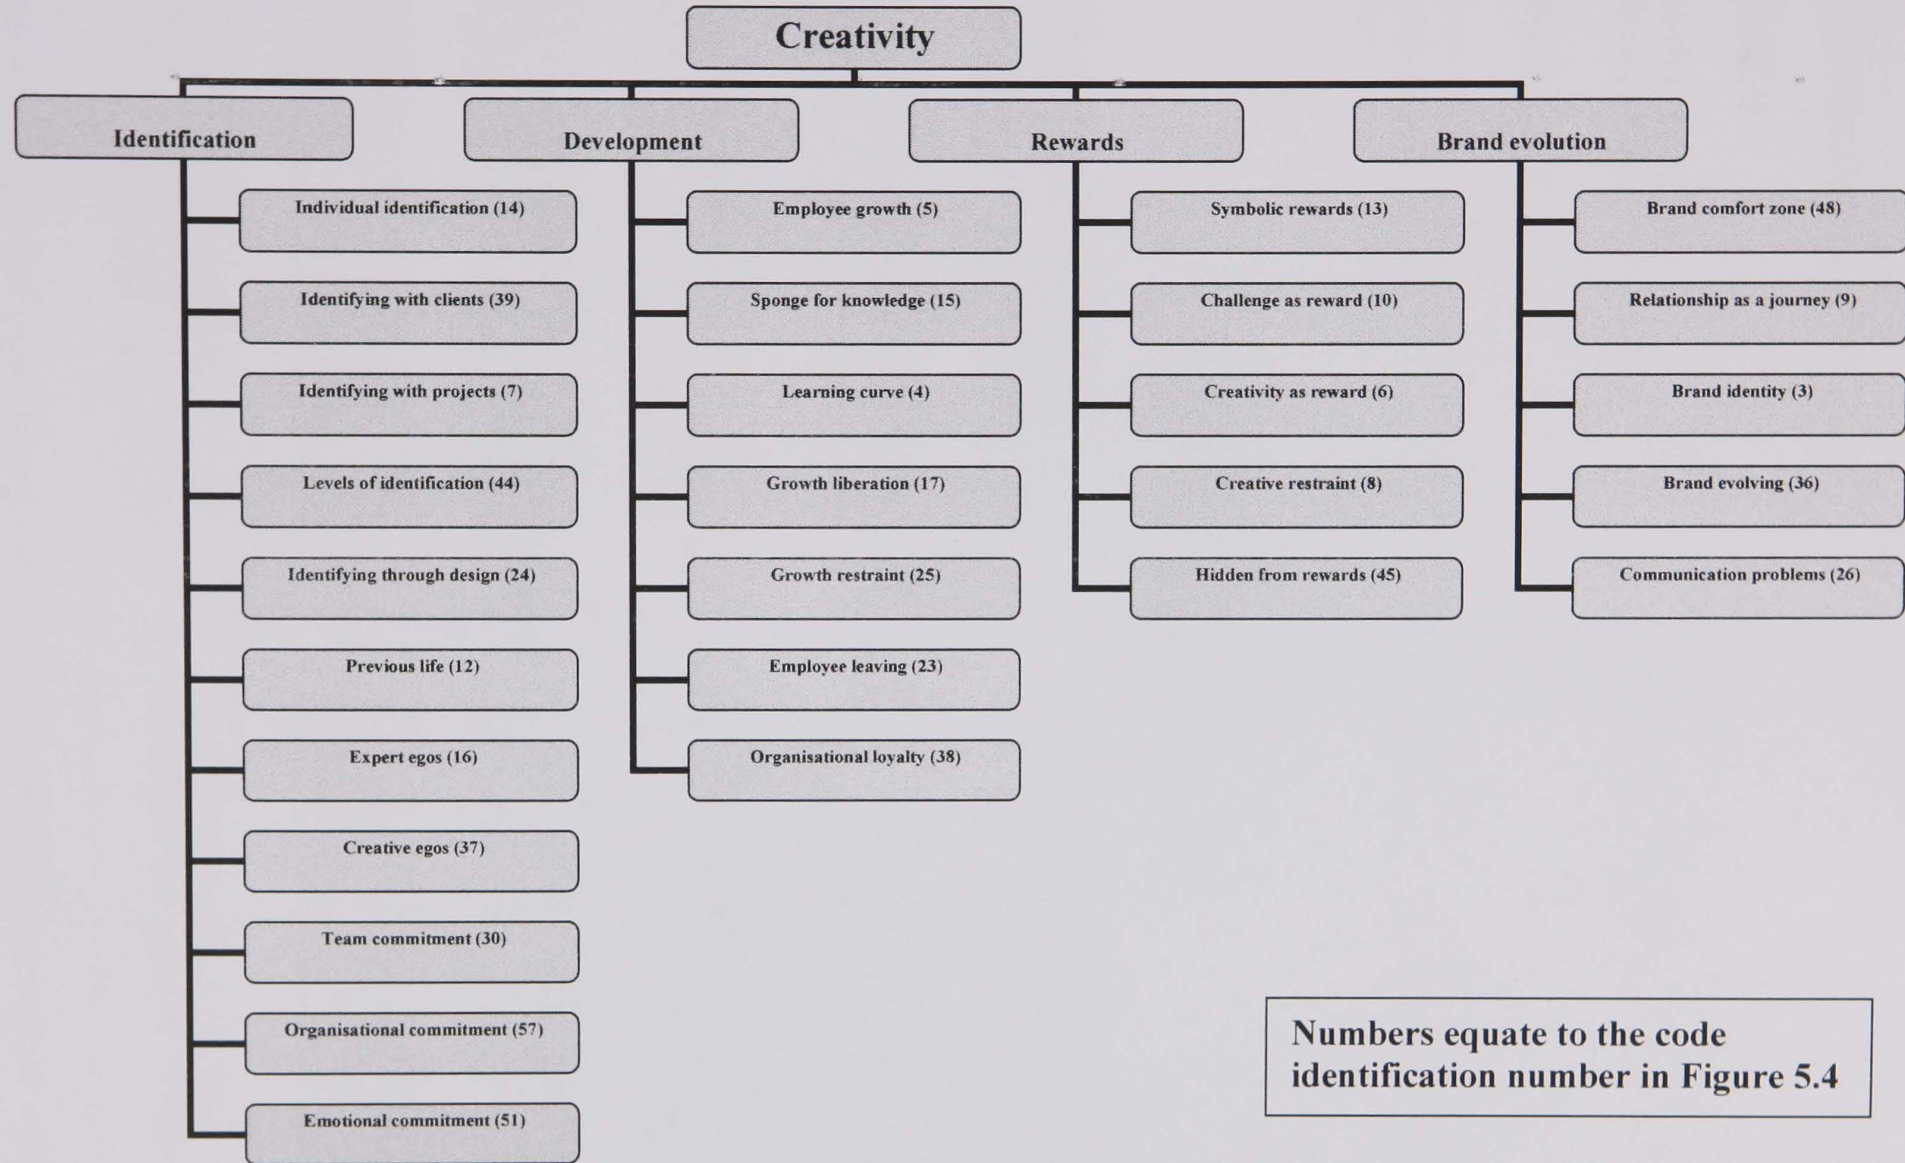 Creativity
Identification
Development
Rewards
Brand evolution
Individual identification (14)
Identifying with clients (39)
Identifying with projects (7)
Levels of identification (44)
Identifying through design (24)
Previous life (12)
Expert egos (16)
Creative egos (37)
Team commitment (30)
Organisational commitment (57)
Emotional commitment (51)
Employee growth (5)
Sponge for knowledge (15)
Learning curve (4)
Growth liberation (17)
Growth restraint (25)
Employee leaving (23)
Organisational loyalty (38)
Symbolic rewards (13)
Challenge as reward (10)
Creativity as reward (6)
Creative restraint (8)
Hidden from rewards (45)
Brand comfort zone (48)
Relationship as a journey (9)
Brand identity (3)
Brand evolving (36)
Communication problems (26)
Numbers equate to the code
identification number in Figure 5.4